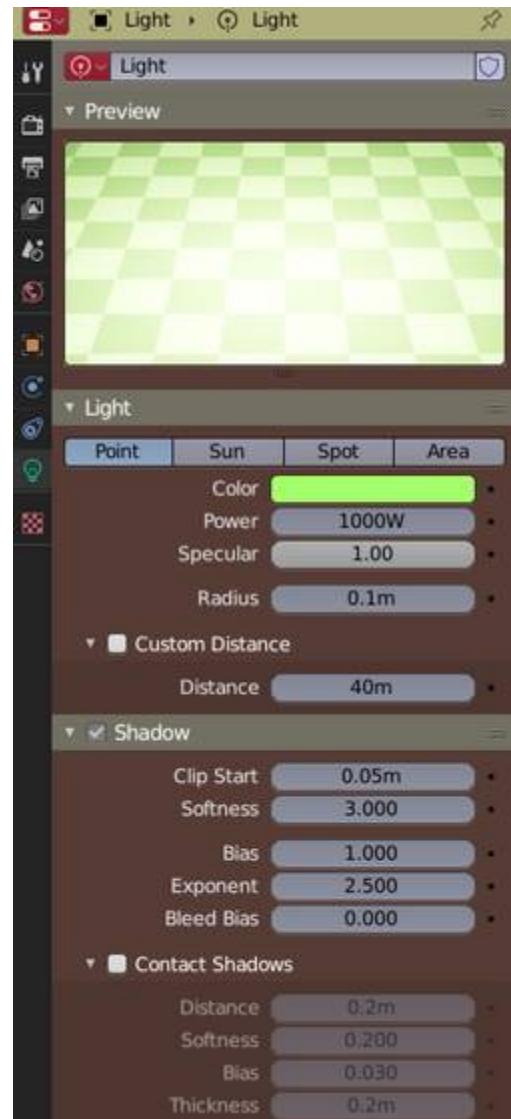 Light › Light
Light
Preview
Light
Point Sun Spot Area
Color
Power 1000W
Specular 1.00
Radius 0.1m
Custom Distance
Distance 40m
Shadow
Clip Start 0.05m
Softness 3.000
Bias 1.000
Exponent 2.500
Bleed Bias 0.000
Contact Shadows
Distance 0.2m
Softness 0.200
Bias 0.030
Thickness 0.2m